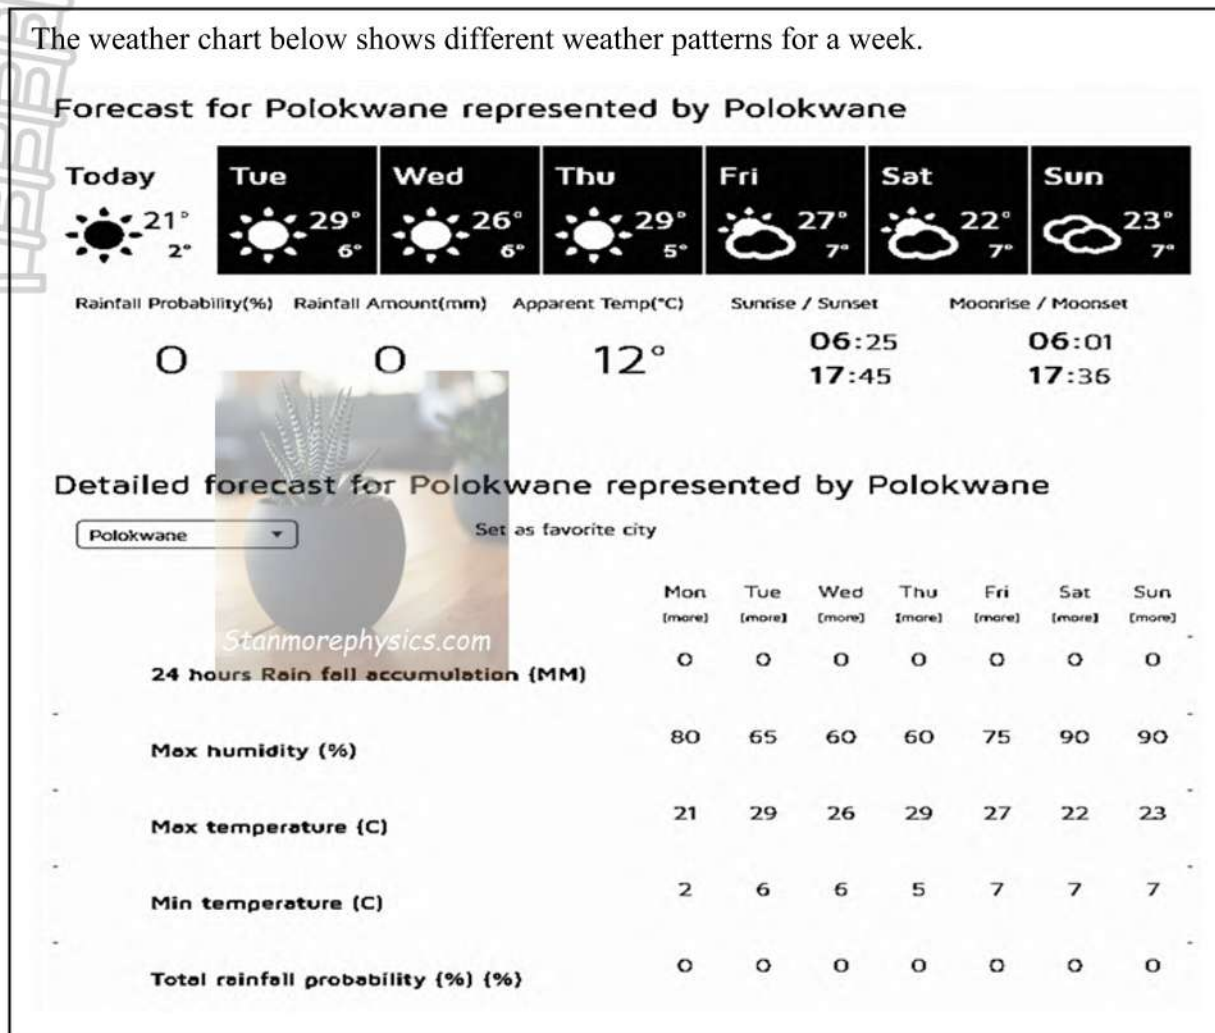 The weather chart below shows different weather patterns for a week.
Forecast for Polokwane represented by Polokwane
Today Tue Wed Thu Fri Sat Sun
21° 29° 26° 29° 27° 22° 23°
2° 6° 6° 5° 7° 7° 7°
Rainfall Probability(%) Rainfall Amount(mm) Apparent Temp(°C) Sunrise / Sunset Moonrise / Moonset
0 0 12° 06:25 06:01
17:45 17:36
Detailed forecast for Polokwane represented by Polokwane
Polokwane Set as favorite city
Mon Tue Wed Thu Fri Sat Sun
[more] [more] [more] [more] [more] [more] [more]
Stanmorephysics.com
24 hours Rain fall accumulation (MM) 0 0 0 0 0 0 0
Max humidity (%) 80 65 60 60 75 90 90
Max temperature (C) 21 29 26 29 27 22 23
Min temperature (C) 2 6 6 5 7 7 7
Total rainfall probability (%) (%) 0 0 0 0 0 0 0